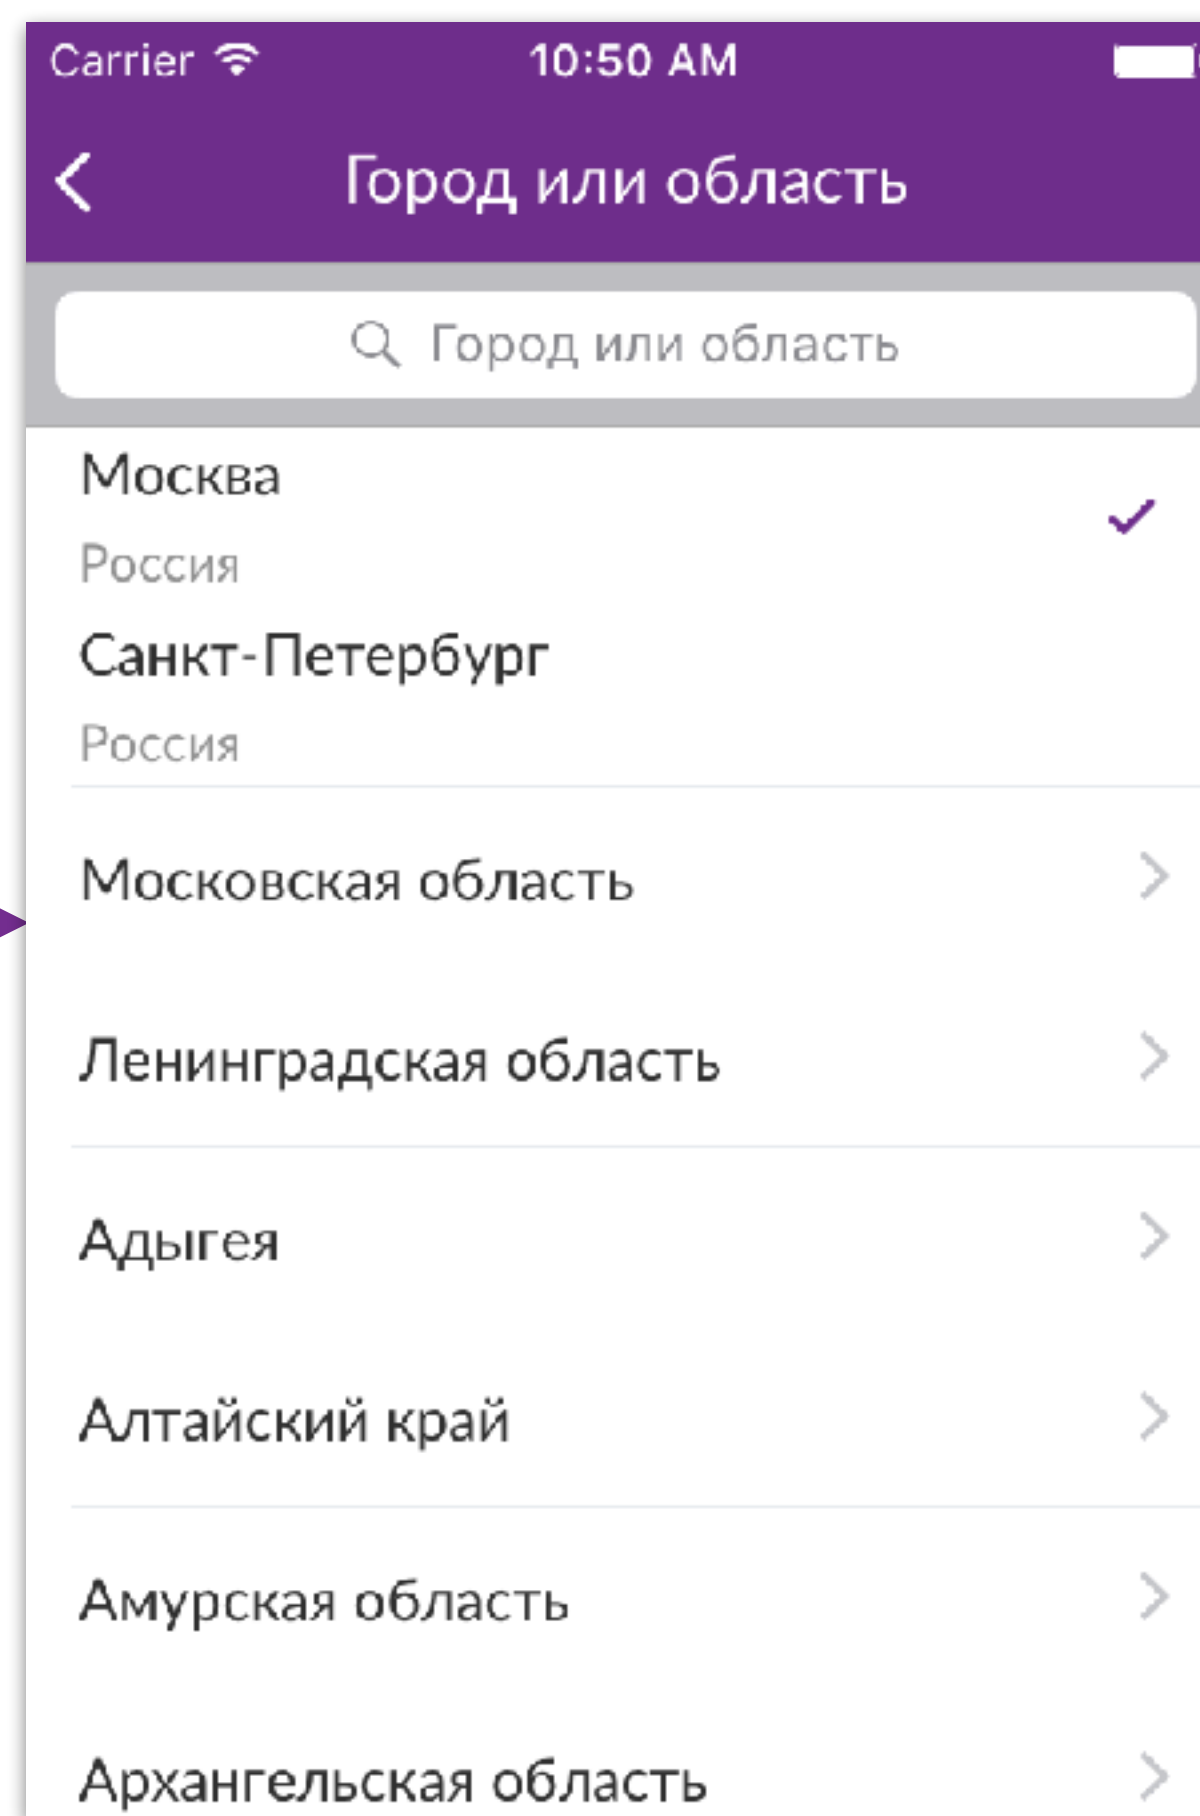 Carrier 10:50 AM
Город или область
Город или область
Москва
Россия
Санкт-Петербург
Россия
Московская область
Ленинградская область
Адыгея
Алтайский край
Амурская область
Архангельская область